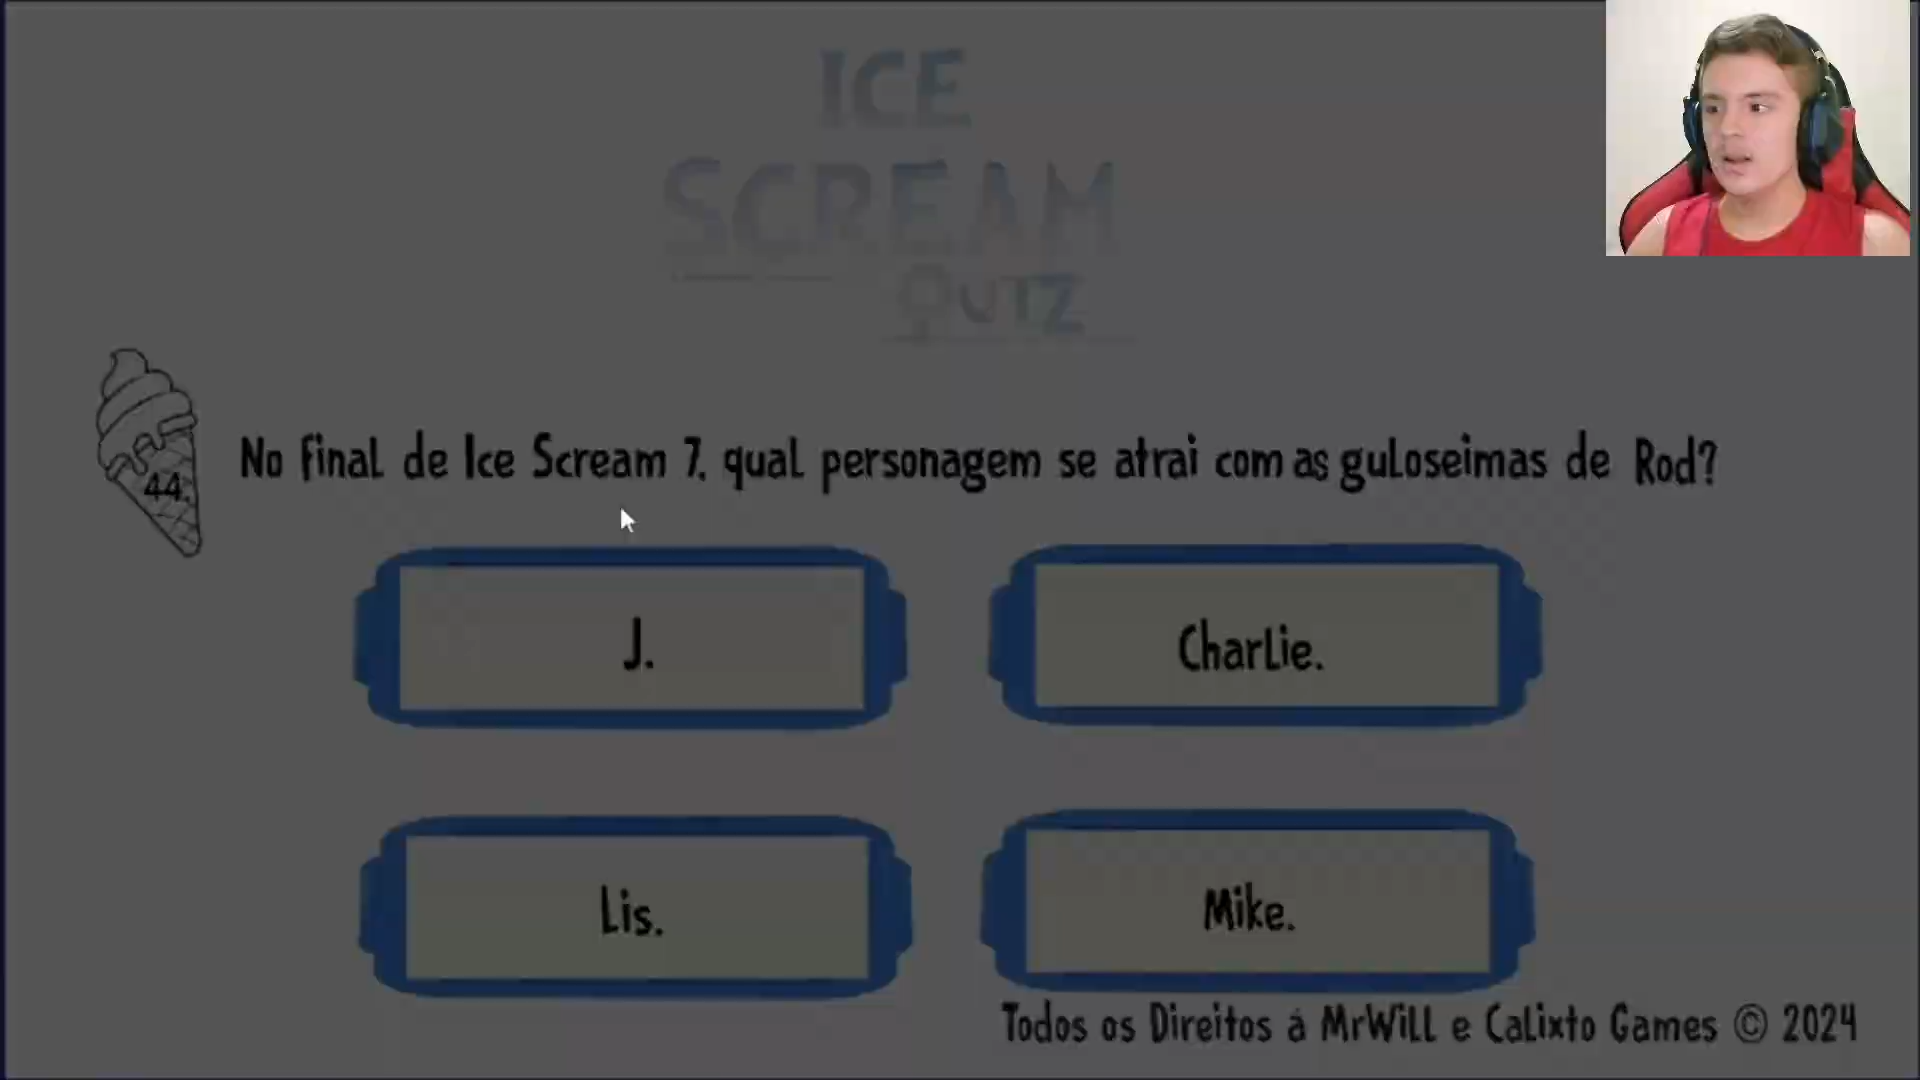 ICE
SCREAM
QUIZ
44.
No final de Ice Scream 7, qual personagem se atrai com as guloseimas de Rod?
J.
Charlie.
Lis.
Mike.
Todos os Direitos á MrWill e Calixto Games © 2024